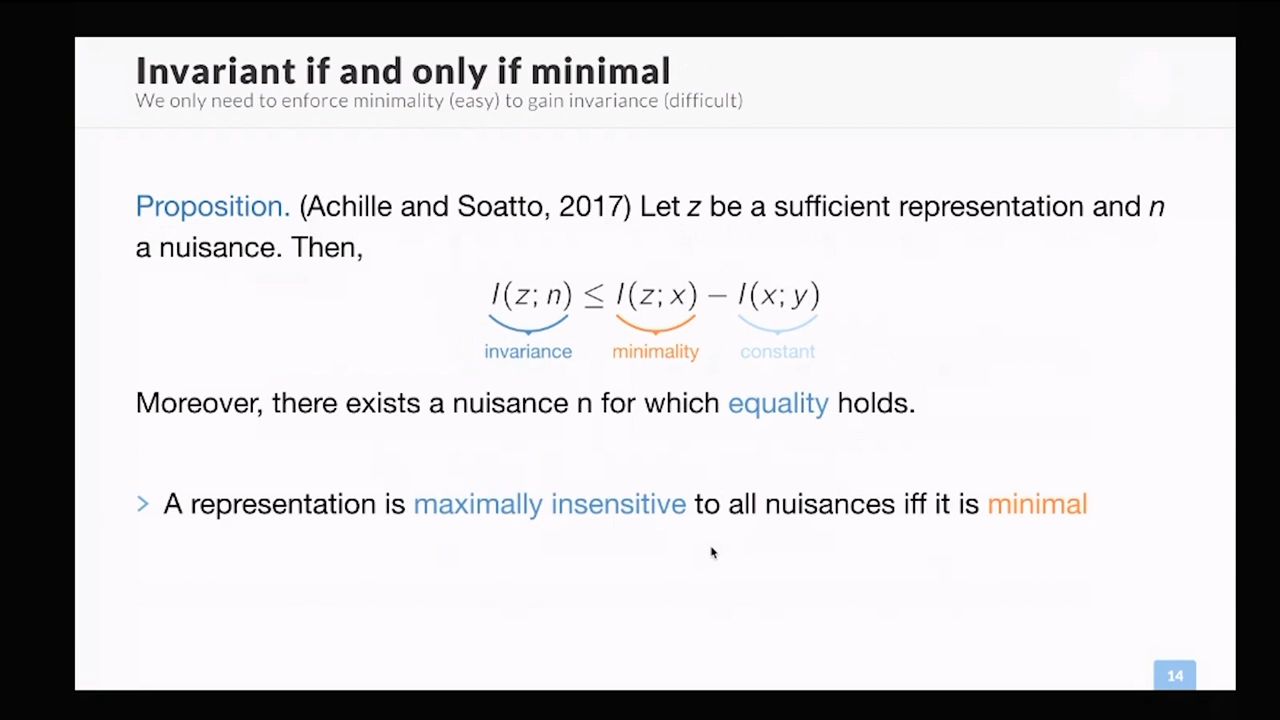 Invariant if and only if minimal
We only need to enforce minimality (easy) to gain invariance (difficult)
Proposition. (Achille and Soatto, 2017) Let z be a sufficient representation and n
a nuisance. Then,
I(z; n) ≤ I(z; x) − I(x; y)
invariance minimality constant
Moreover, there exists a nuisance n for which equality holds.
> A representation is maximally insensitive to all nuisances iff it is minimal
14